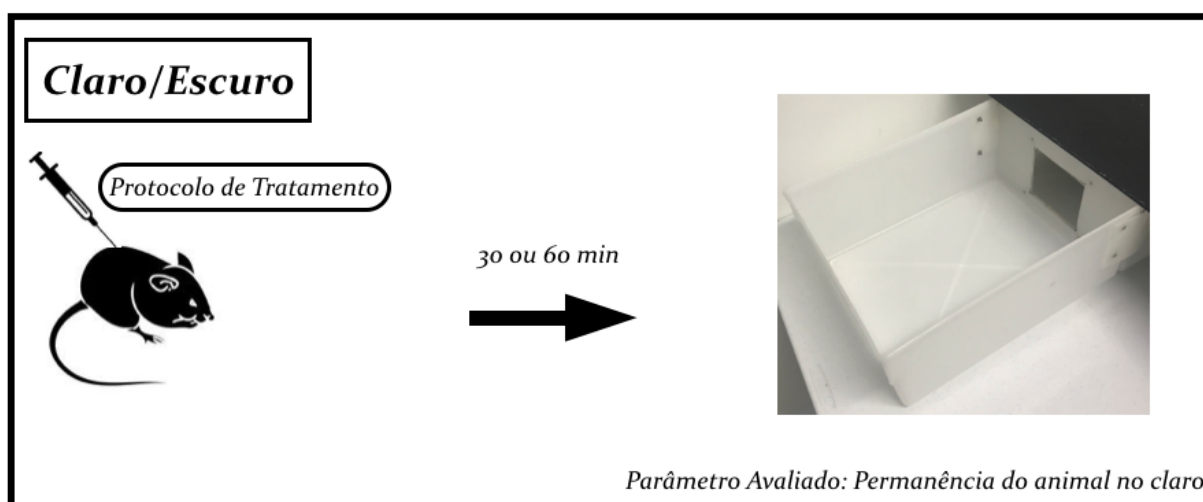 Claro/Escuro
Protocolo de Tratamento
30 ou 60 min
Parâmetro Avaliado: Permanência do animal no claro